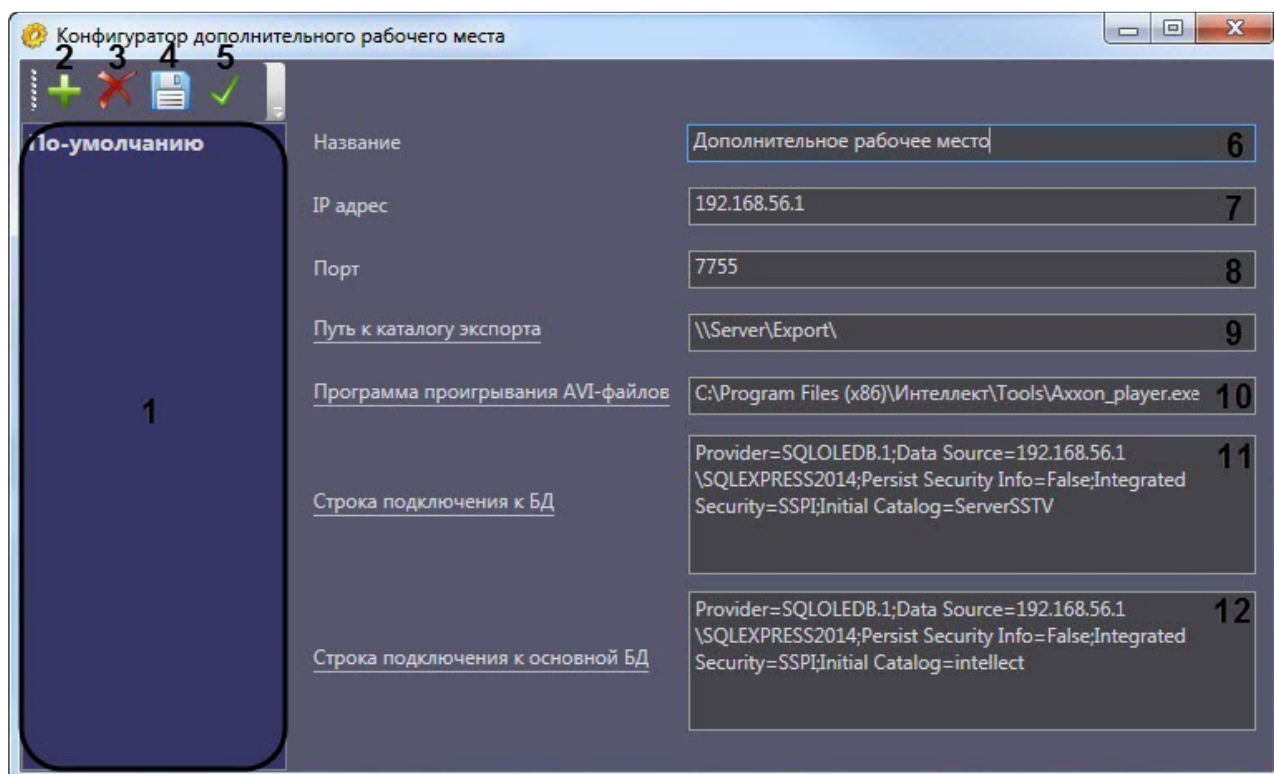 Конфигуратор дополнительного рабочего места
2 3 4 5
По-умолчанию
1
Название
Дополнительное рабочее место 6
IP адрес
192.168.56.1 7
Порт
7755 8
Путь к каталогу экспорта
\\Server\Export\ 9
Программа проигрывания AVI-файлов
C:\Program Files (x86)\Интеллект\Tools\Axxon_player.exe 10
Строка подключения к БД
Provider=SQLOLEDB.1;Data Source=192.168.56.1 11
\SQLEXPRESS2014;Persist Security Info=False;Integrated
Security=SSPI;Initial Catalog=ServerSSTV
Строка подключения к основной БД
Provider=SQLOLEDB.1;Data Source=192.168.56.1 12
\SQLEXPRESS2014;Persist Security Info=False;Integrated
Security=SSPI;Initial Catalog=intellect